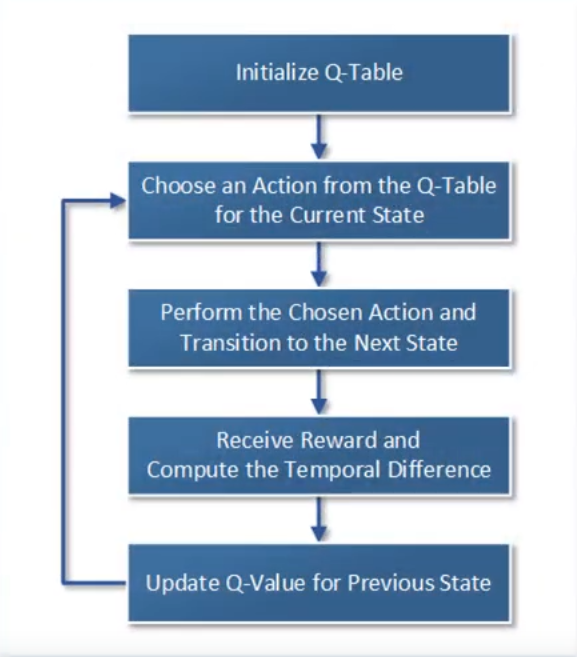 Initialize Q-Table
Choose an Action from the Q-Table
for the Current State
Perform the Chosen Action and
Transition to the Next State
Receive Reward and
Compute the Temporal Difference
Update Q-Value for Previous State